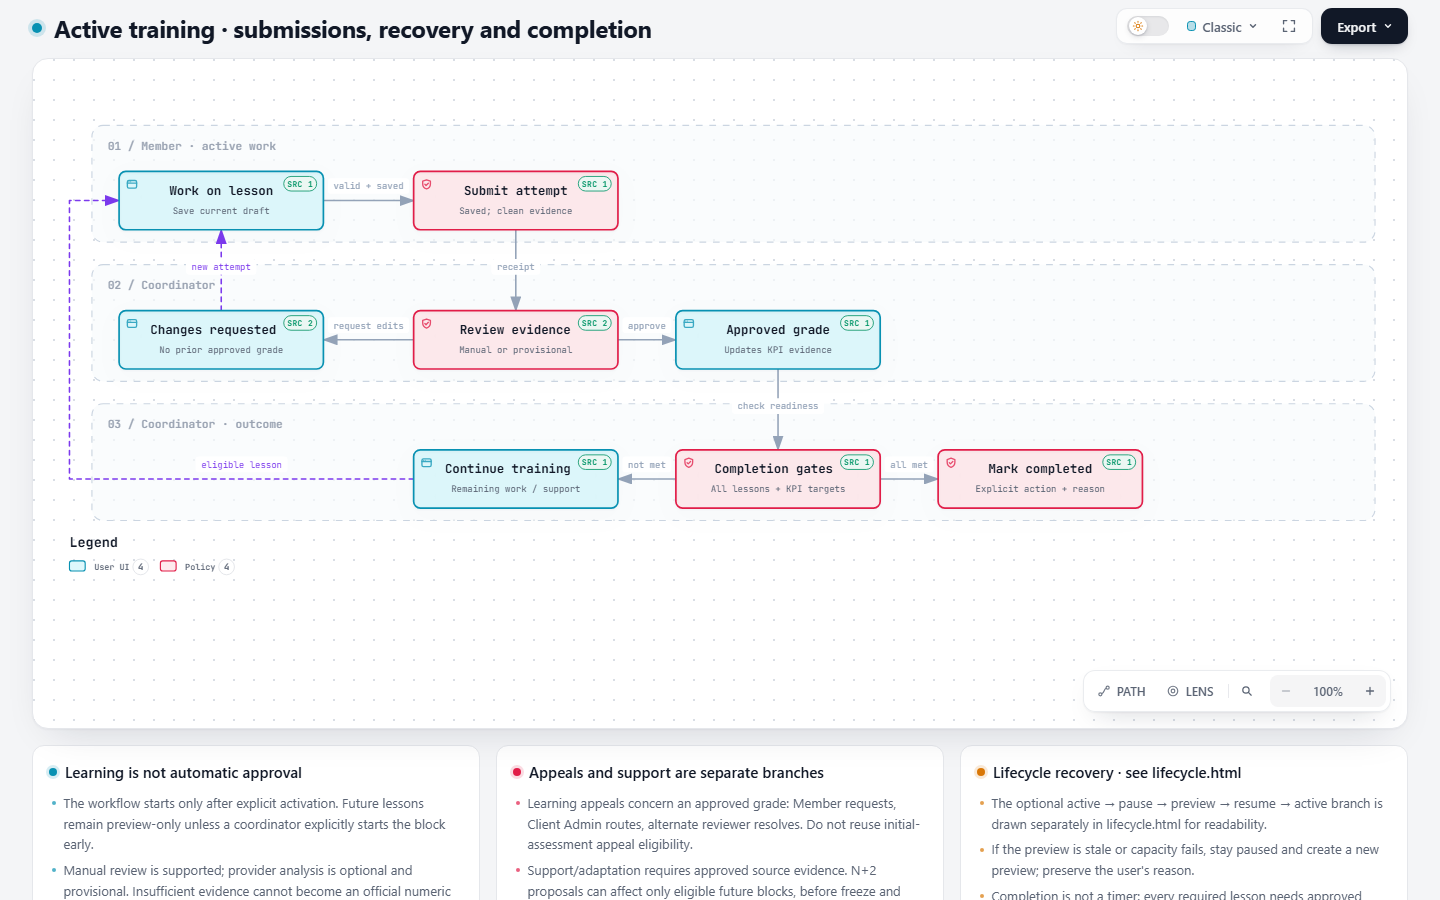 Active training · submissions, recovery and completion
Classic
Export
01 / Member · active work
Work on lesson
SRC 1
Save current draft
valid + saved
Submit attempt
SRC 1
Saved; clean evidence
new attempt
receipt
02 / Coordinator
Changes requested
SRC 2
No prior approved grade
request edits
Review evidence
SRC 2
Manual or provisional
approve
Approved grade
SRC 1
Updates KPI evidence
check readiness
03 / Coordinator · outcome
eligible lesson
Continue training
SRC 1
Remaining work / support
not met
Completion gates
SRC 1
All lessons + KPI targets
all met
Mark completed
SRC 1
Explicit action + reason
Legend
User UI 4
Policy 4
PATH
LENS
− 100% +
Learning is not automatic approval
• The workflow starts only after explicit activation. Future lessons
remain preview-only unless a coordinator explicitly starts the block
early.
• Manual review is supported; provider analysis is optional and
provisional. Insufficient evidence cannot become an official numeric
Appeals and support are separate branches
• Learning appeals concern an approved grade: Member requests,
Client Admin routes, alternate reviewer resolves. Do not reuse initial-
assessment appeal eligibility.
• Support/adaptation requires approved source evidence. N+2
proposals can affect only eligible future blocks, before freeze and
Lifecycle recovery · see lifecycle.html
• The optional active → pause → preview → resume → active branch is
drawn separately in lifecycle.html for readability.
• If the preview is stale or capacity fails, stay paused and create a new
preview; preserve the user's reason.
• Completion is not a timer: every required lesson needs approved